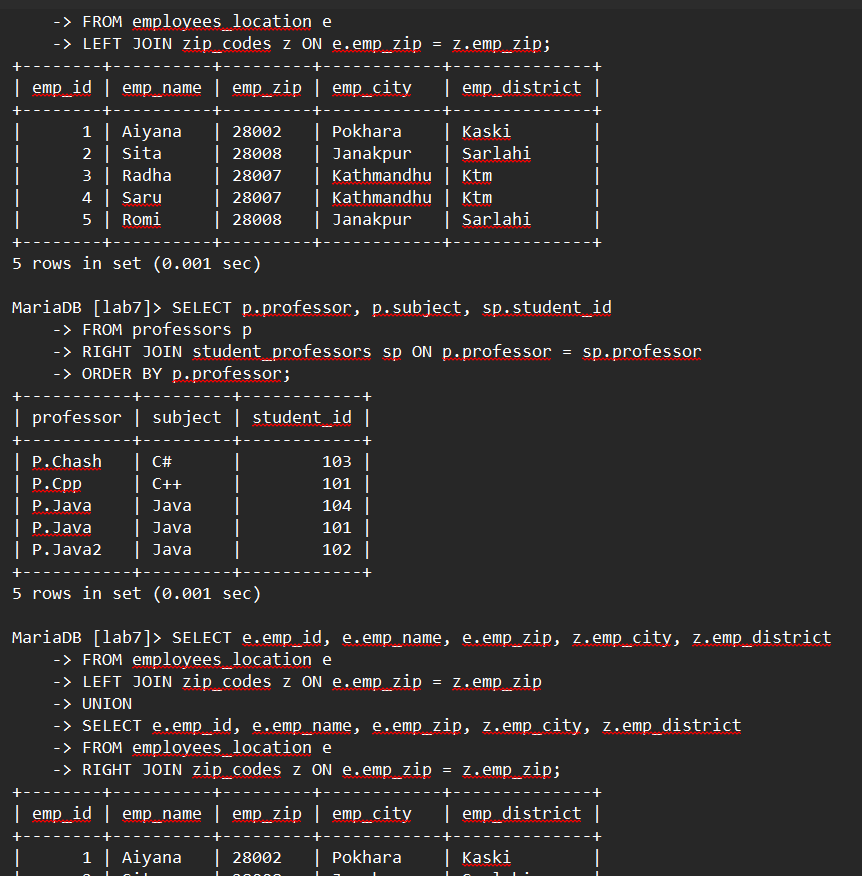 -> FROM employees_location e
    -> LEFT JOIN zip_codes z ON e.emp_zip = z.emp_zip;
+--------+----------+---------+------------+--------------+
| emp_id | emp_name | emp_zip | emp_city   | emp_district |
+--------+----------+---------+------------+--------------+
|      1 | Aiyana   | 28002   | Pokhara    | Kaski        |
|      2 | Sita     | 28008   | Janakpur   | Sarlahi      |
|      3 | Radha    | 28007   | Kathmandhu | Ktm          |
|      4 | Saru     | 28007   | Kathmandhu | Ktm          |
|      5 | Romi     | 28008   | Janakpur   | Sarlahi      |
+--------+----------+---------+------------+--------------+
5 rows in set (0.001 sec)

MariaDB [lab7]> SELECT p.professor, p.subject, sp.student_id
    -> FROM professors p
    -> RIGHT JOIN student_professors sp ON p.professor = sp.professor
    -> ORDER BY p.professor;
+-----------+---------+------------+
| professor | subject | student_id |
+-----------+---------+------------+
| P.Chash   | C#      |        103 |
| P.Cpp     | C++     |        101 |
| P.Java    | Java    |        104 |
| P.Java    | Java    |        101 |
| P.Java2   | Java    |        102 |
+-----------+---------+------------+
5 rows in set (0.001 sec)

MariaDB [lab7]> SELECT e.emp_id, e.emp_name, e.emp_zip, z.emp_city, z.emp_district
    -> FROM employees_location e
    -> LEFT JOIN zip_codes z ON e.emp_zip = z.emp_zip
    -> UNION
    -> SELECT e.emp_id, e.emp_name, e.emp_zip, z.emp_city, z.emp_district
    -> FROM employees_location e
    -> RIGHT JOIN zip_codes z ON e.emp_zip = z.emp_zip;
+--------+----------+---------+------------+--------------+
| emp_id | emp_name | emp_zip | emp_city   | emp_district |
+--------+----------+---------+------------+--------------+
|      1 | Aiyana   | 28002   | Pokhara    | Kaski        |